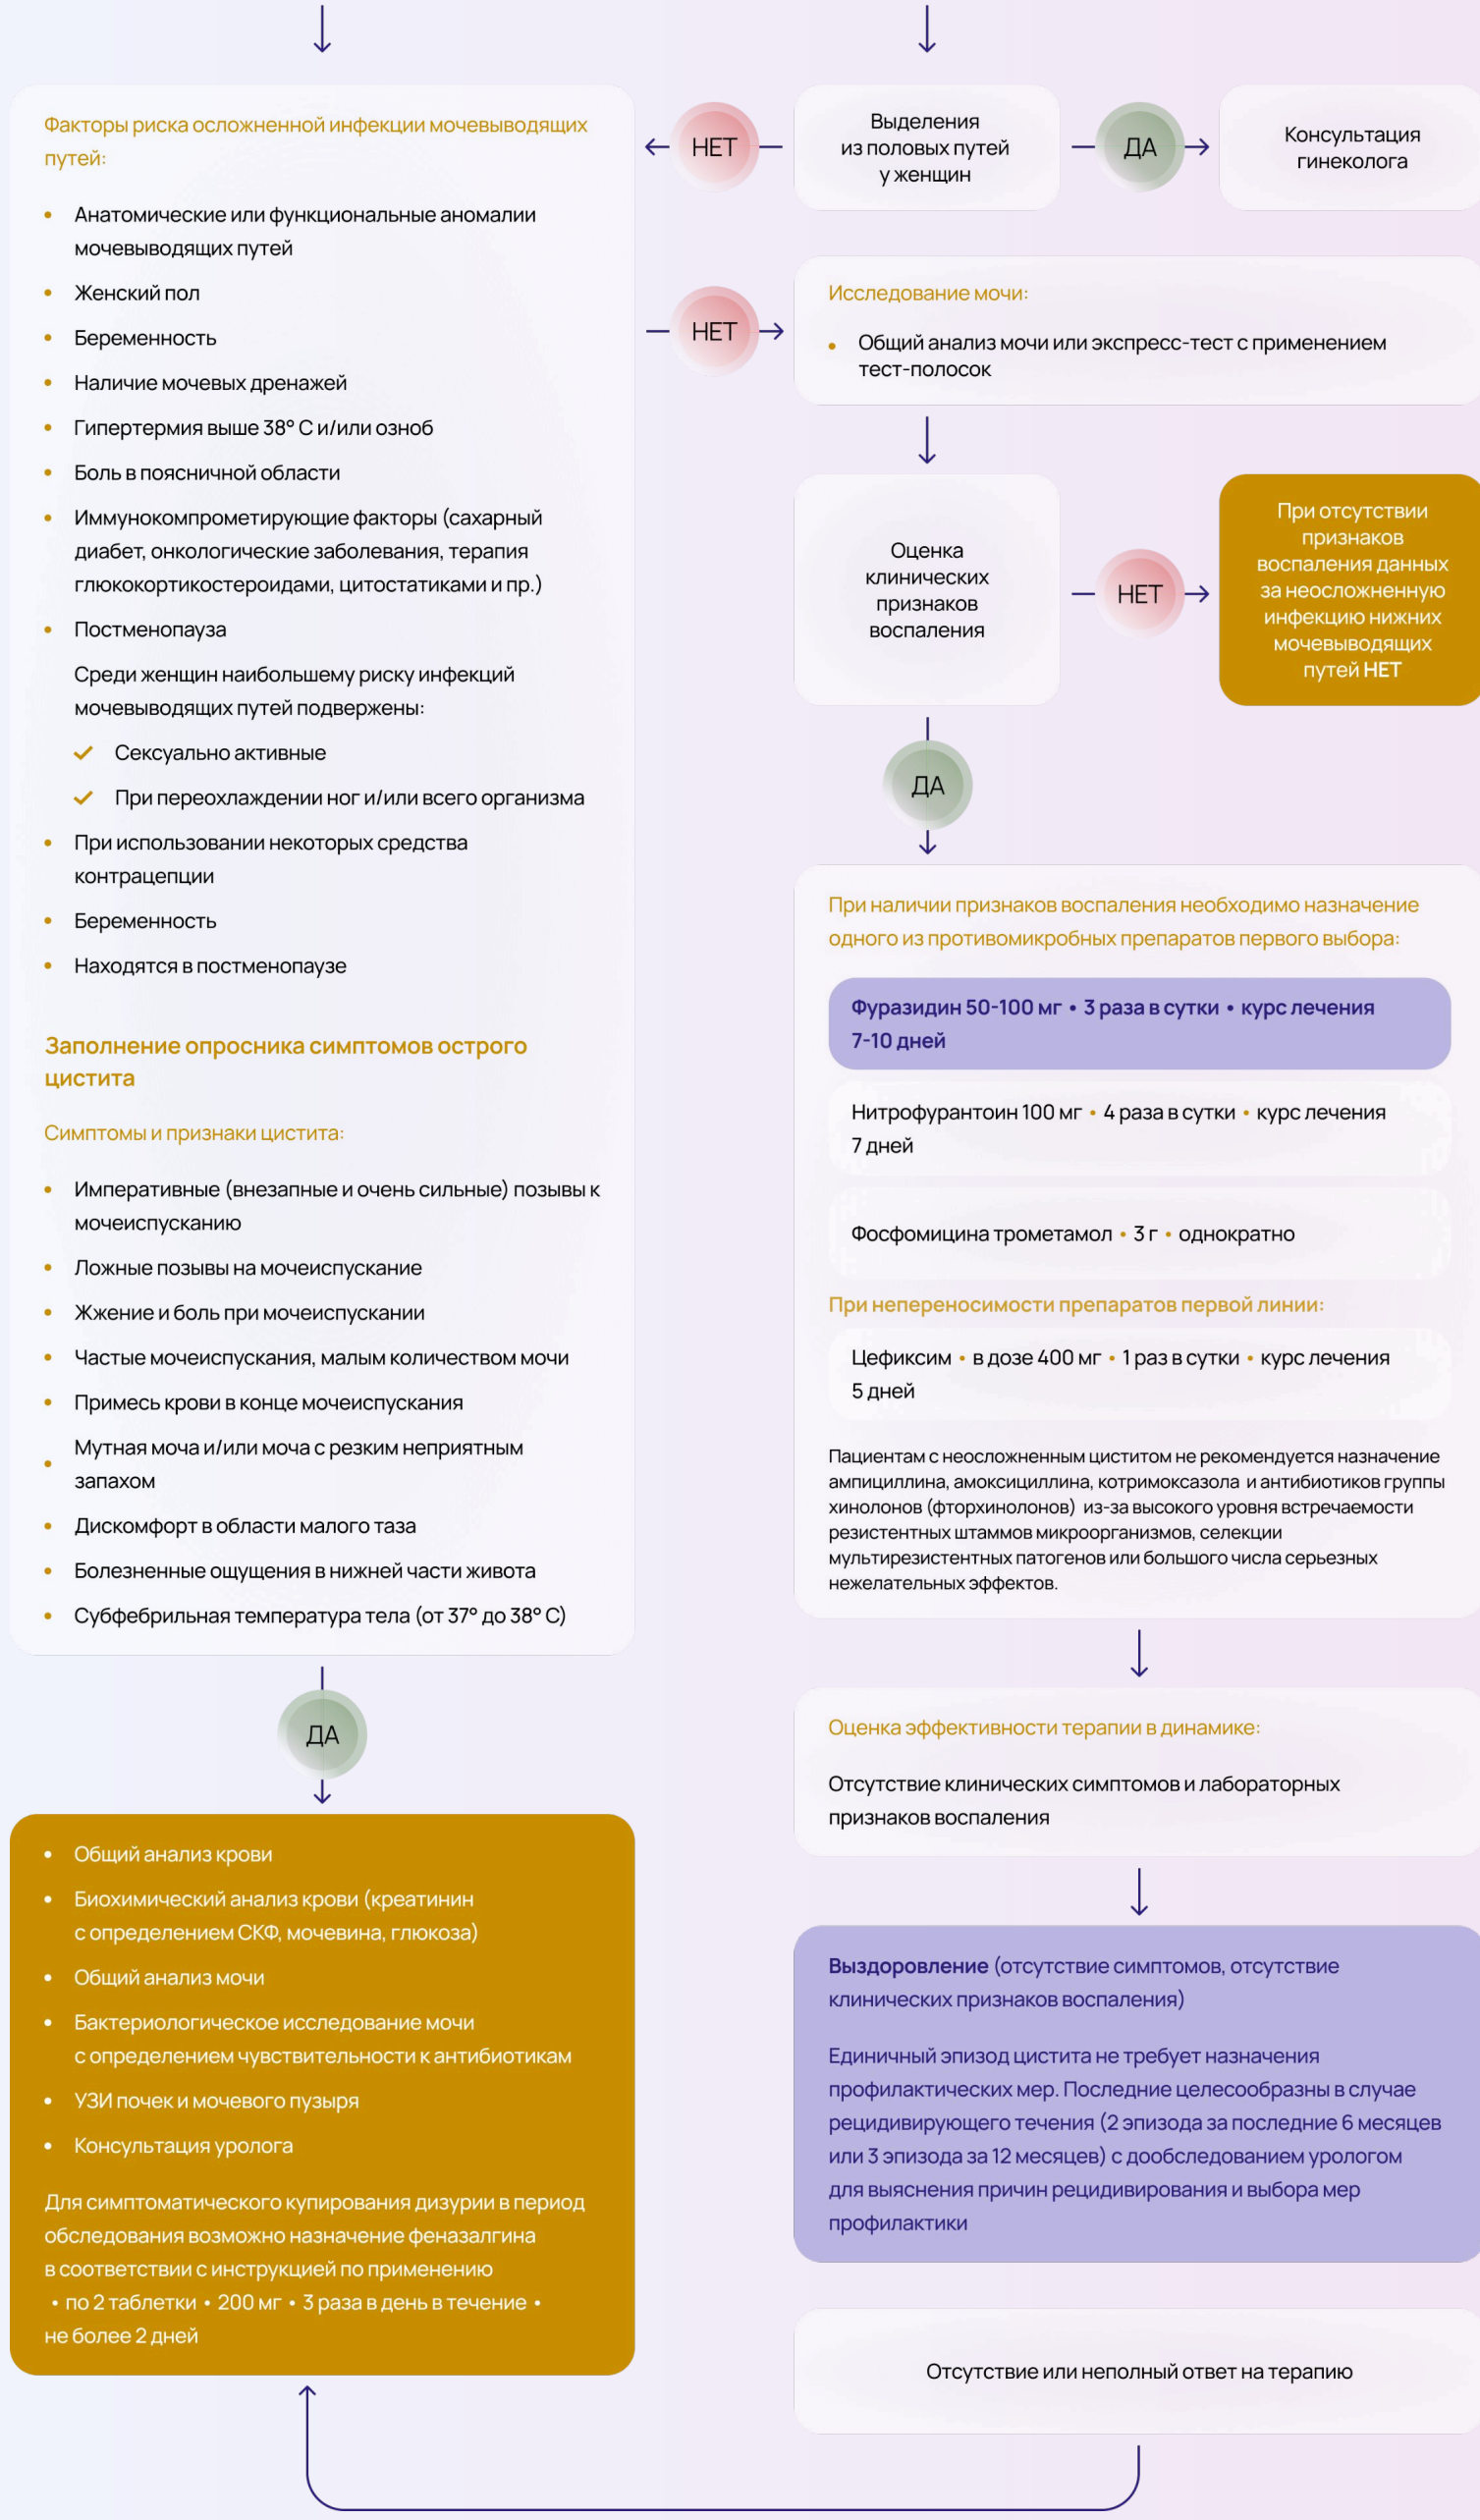 Факторы риска осложненной инфекции мочевыводящих
путей:
• Анатомические или функциональные аномалии
мочевыводящих путей
• Женский пол
• Беременность
• Наличие мочевых дренажей
• Гипертермия выше 38° С и/или озноб
• Боль в поясничной области
• Иммунокомпрометирующие факторы (сахарный
диабет, онкологические заболевания, терапия
глюкокортикостероидами, цитостатиками и пр.)
• Постменопауза
Среди женщин наибольшему риску инфекций
мочевыводящих путей подвержены:
✓ Сексуально активные
✓ При переохлаждении ног и/или всего организма
• При использовании некоторых средства
контрацепции
• Беременность
• Находятся в постменопаузе
Заполнение опросника симптомов острого
цистита
Симптомы и признаки цистита:
• Императивные (внезапные и очень сильные) позывы к
мочеиспусканию
• Ложные позывы на мочеиспускание
• Жжение и боль при мочеиспускании
• Частые мочеиспускания, малым количеством мочи
• Примесь крови в конце мочеиспускания
• Мутная моча и/или моча с резким неприятным
запахом
• Дискомфорт в области малого таза
• Болезненные ощущения в нижней части живота
• Субфебрильная температура тела (от 37° до 38° С)
ДА
• Общий анализ крови
• Биохимический анализ крови (креатинин
с определением СКФ, мочевина, глюкоза)
• Общий анализ мочи
• Бактериологическое исследование мочи
с определением чувствительности к антибиотикам
• УЗИ почек и мочевого пузыря
• Консультация уролога
Для симптоматического купирования дизурии в период
обследования возможно назначение феназалгина
в соответствии с инструкцией по применению
• по 2 таблетки • 200 мг • 3 раза в день в течение •
не более 2 дней
НЕТ
Выделения
из половых путей
у женщин
ДА
Консультация
гинеколога
НЕТ
Исследование мочи:
• Общий анализ мочи или экспресс-тест с применением
тест-полосок
Оценка
клинических
признаков
воспаления
НЕТ
При отсутствии
признаков
воспаления данных
за неосложненную
инфекцию нижних
мочевыводящих
путей НЕТ
ДА
При наличии признаков воспаления необходимо назначение
одного из противомикробных препаратов первого выбора:
Фуразидин 50-100 мг • 3 раза в сутки • курс лечения
7-10 дней
Нитрофурантоин 100 мг • 4 раза в сутки • курс лечения
7 дней
Фосфомицина трометамол • 3 г • однократно
При непереносимости препаратов первой линии:
Цефиксим • в дозе 400 мг • 1 раз в сутки • курс лечения
5 дней
Пациентам с неосложненным циститом не рекомендуется назначение
ампициллина, амоксициллина, котримоксазола и антибиотиков группы
хинолонов (фторхинолонов) из-за высокого уровня встречаемости
резистентных штаммов микроорганизмов, селекции
мультирезистентных патогенов или большого числа серьезных
нежелательных эффектов.
Оценка эффективности терапии в динамике:
Отсутствие клинических симптомов и лабораторных
признаков воспаления
Выздоровление (отсутствие симптомов, отсутствие
клинических признаков воспаления)
Единичный эпизод цистита не требует назначения
профилактических мер. Последние целесообразны в случае
рецидивирующего течения (2 эпизода за последние 6 месяцев
или 3 эпизода за 12 месяцев) с дообследованием урологом
для выяснения причин рецидивирования и выбора мер
профилактики
Отсутствие или неполный ответ на терапию